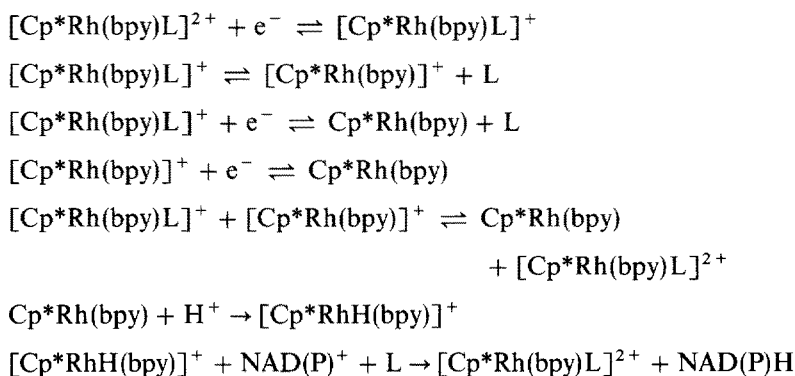 [Cp*Rh(bpy)L]²⁺ + e⁻ ⇌ [Cp*Rh(bpy)L]⁺
[Cp*Rh(bpy)L]⁺ ⇌ [Cp*Rh(bpy)]⁺ + L
[Cp*Rh(bpy)L]⁺ + e⁻ ⇌ Cp*Rh(bpy) + L
[Cp*Rh(bpy)]⁺ + e⁻ ⇌ Cp*Rh(bpy)
[Cp*Rh(bpy)L]⁺ + [Cp*Rh(bpy)]⁺ ⇌ Cp*Rh(bpy)
+ [Cp*Rh(bpy)L]²⁺
Cp*Rh(bpy) + H⁺ → [Cp*RhH(bpy)]⁺
[Cp*RhH(bpy)]⁺ + NAD(P)⁺ + L → [Cp*Rh(bpy)L]²⁺ + NAD(P)H